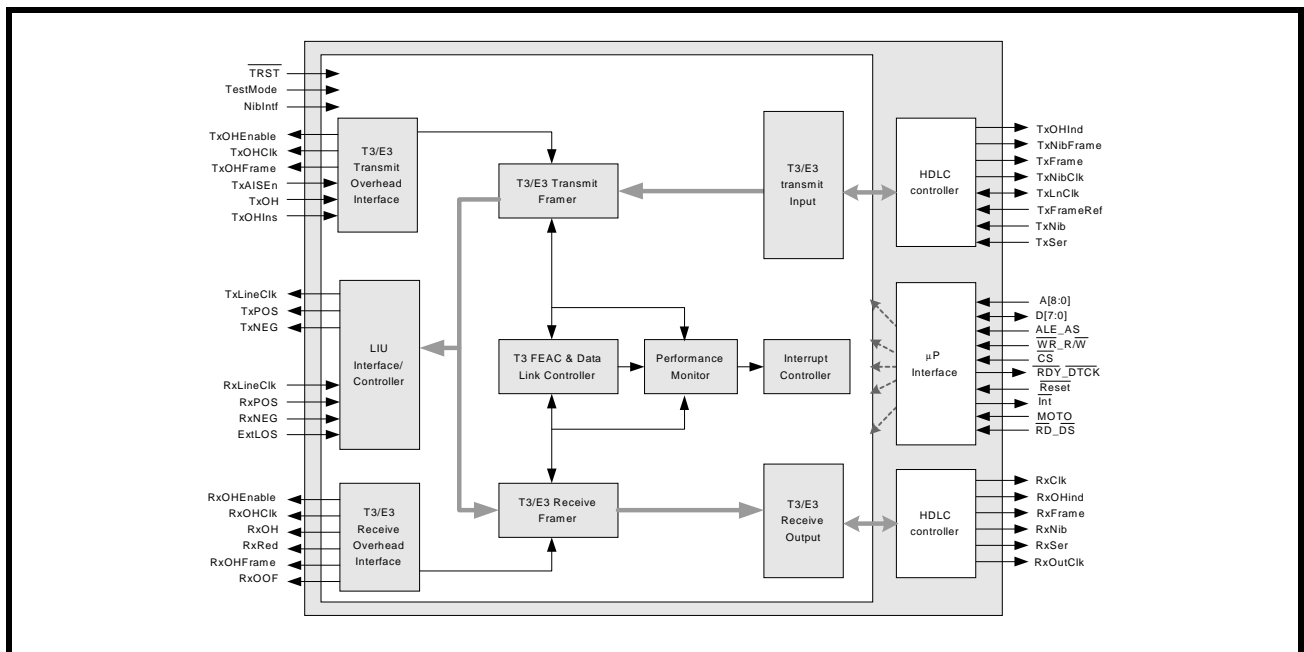 TRST
TestMode
NibIntf
TxOHEnable
TxOHClk
TxOHFrame
TxAISEn
TxOH
TxOHIns
T3/E3
Transmit
Overhead
Interface
T3/E3 Transmit
Framer
T3/E3
transmit
Input
HDLC
controller
TxOHInd
TxNibFrame
TxFrame
TxNibClk
TxLnClk
TxFrameRef
TxNib
TxSer
TxLineClk
TxPOS
TxNEG
RxLineClk
RxPOS
RxNEG
ExtLOS
LIU
Interface/
Controller
T3 FEAC & Data
Link Controller
Performance
Monitor
Interrupt
Controller
µP
Interface
A[8:0]
D[7:0]
ALE_AS
WR_R/W
CS
RDY_DTCK
Reset
Int
MOTO
RD_DS
RxOHEnable
RxOHClk
RxOH
RxRed
RxOHFrame
RxOOF
T3/E3
Receive
Overhead
Interface
T3/E3 Receive
Framer
T3/E3
Receive
Output
HDLC
controller
RxClk
RxOHind
RxFrame
RxNib
RxSer
RxOutClk